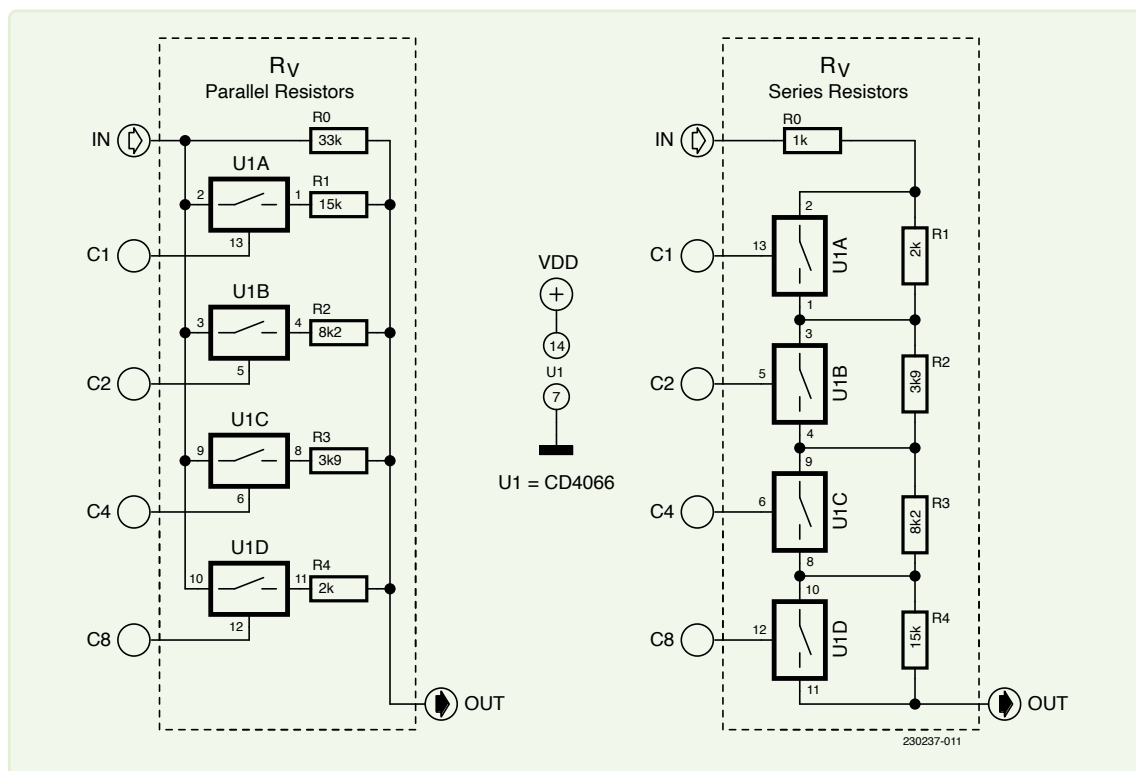 RV
Parallel Resistors
IN
R0
33k
U1A
2
1
R1
15k
13
C1
U1B
3
4
R2
8k2
5
C2
U1C
9
8
R3
3k9
6
C4
U1D
10
11
R4
2k
12
C8
OUT
VDD
+
14
U1
7
U1 = CD4066
RV
Series Resistors
IN
R0
1k
2
13
C1
U1A
R1
2k
1
3
5
C2
U1B
R2
3k9
4
9
6
C4
U1C
R3
8k2
8
10
12
C8
U1D
R4
15k
11
OUT
230237-011